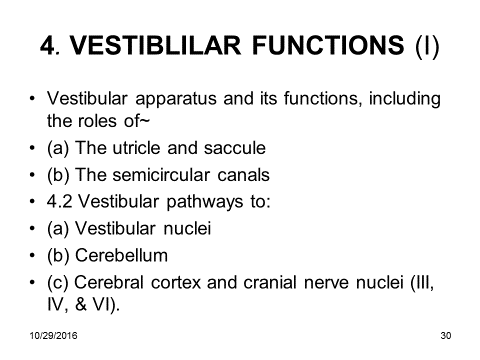 4. VESTIBLILAR FUNCTIONS (I)
• Vestibular apparatus and its functions, including
the roles of~
• (a) The utricle and saccule
• (b) The semicircular canals
• 4.2 Vestibular pathways to:
• (a) Vestibular nuclei
• (b) Cerebellum
• (c) Cerebral cortex and cranial nerve nuclei (III,
IV, & VI).
10/29/2016
30